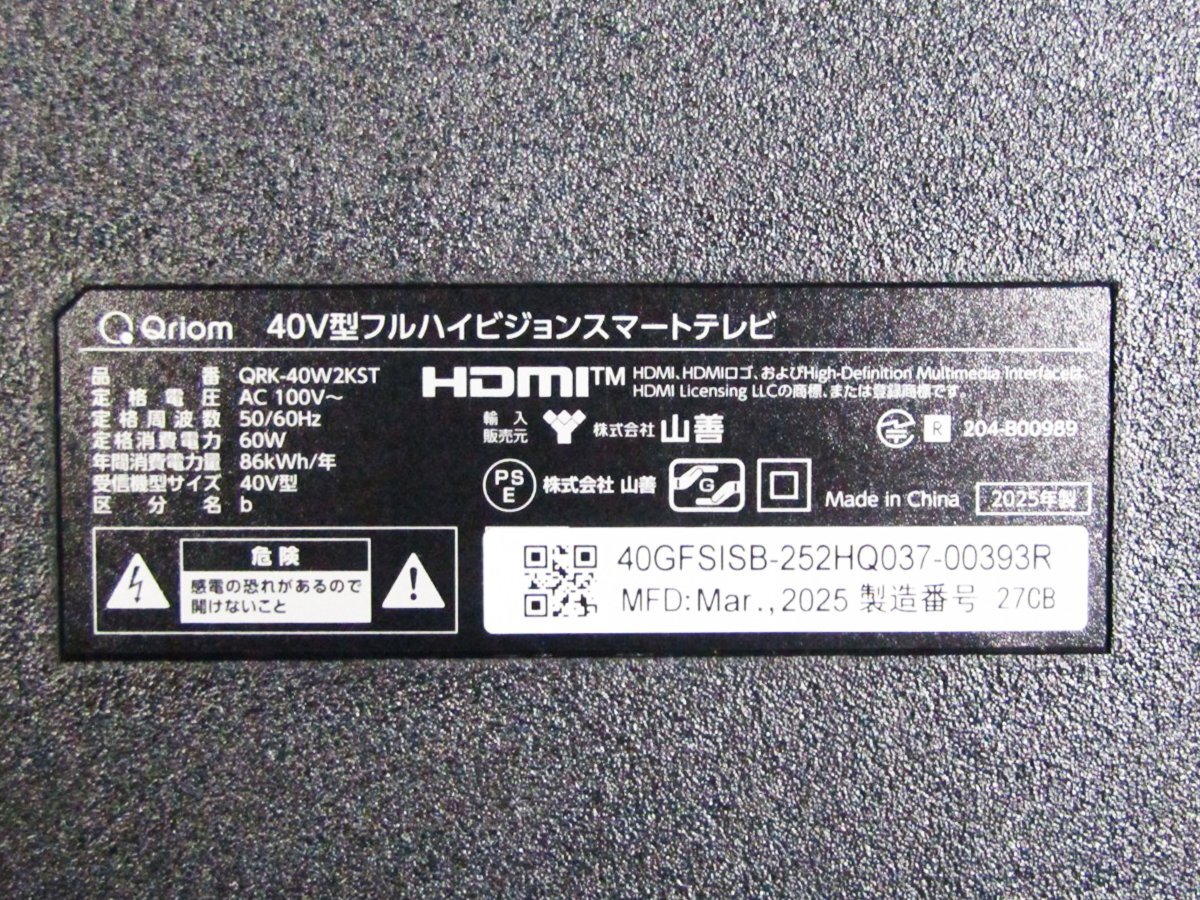 Qriom 40V型フルハイビジョンスマートテレビ
品番 QRK-40W2KST
定格電圧 AC 100V～
定格周波数 50/60Hz
定格消費電力 60W
年間消費電力量 86kWh/年
受信機型サイズ 40V型
区分名 b
HDMI™ HDMI、HDMIロゴ、およびHigh-Definition Multimedia Interfaceは、
HDMI Licensing LLCの商標、または登録商標です。
輸入
販売元 株式会社 山善
R 204-B00989
PS
E 株式会社 山善
G
Made in China 2025年製
危険
感電の恐れがあるので
開けないこと
40GFSISB-252HQ037-00393R
MFD:Mar.,2025 製造番号 27CB